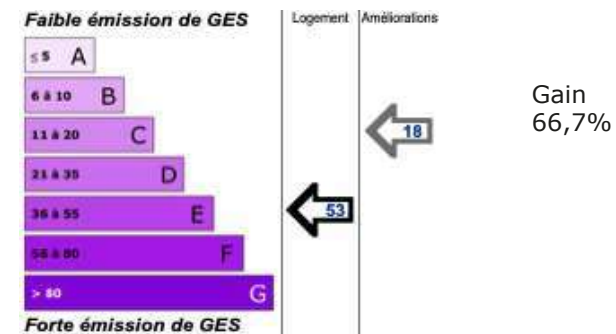 Faible émission de GES
Logement
Améliorations
≤ 5 A
6 à 10 B
11 à 20 C
18
Gain
66,7%
21 à 35 D
36 à 55 E
53
56 à 80 F
> 80 G
Forte émission de GES